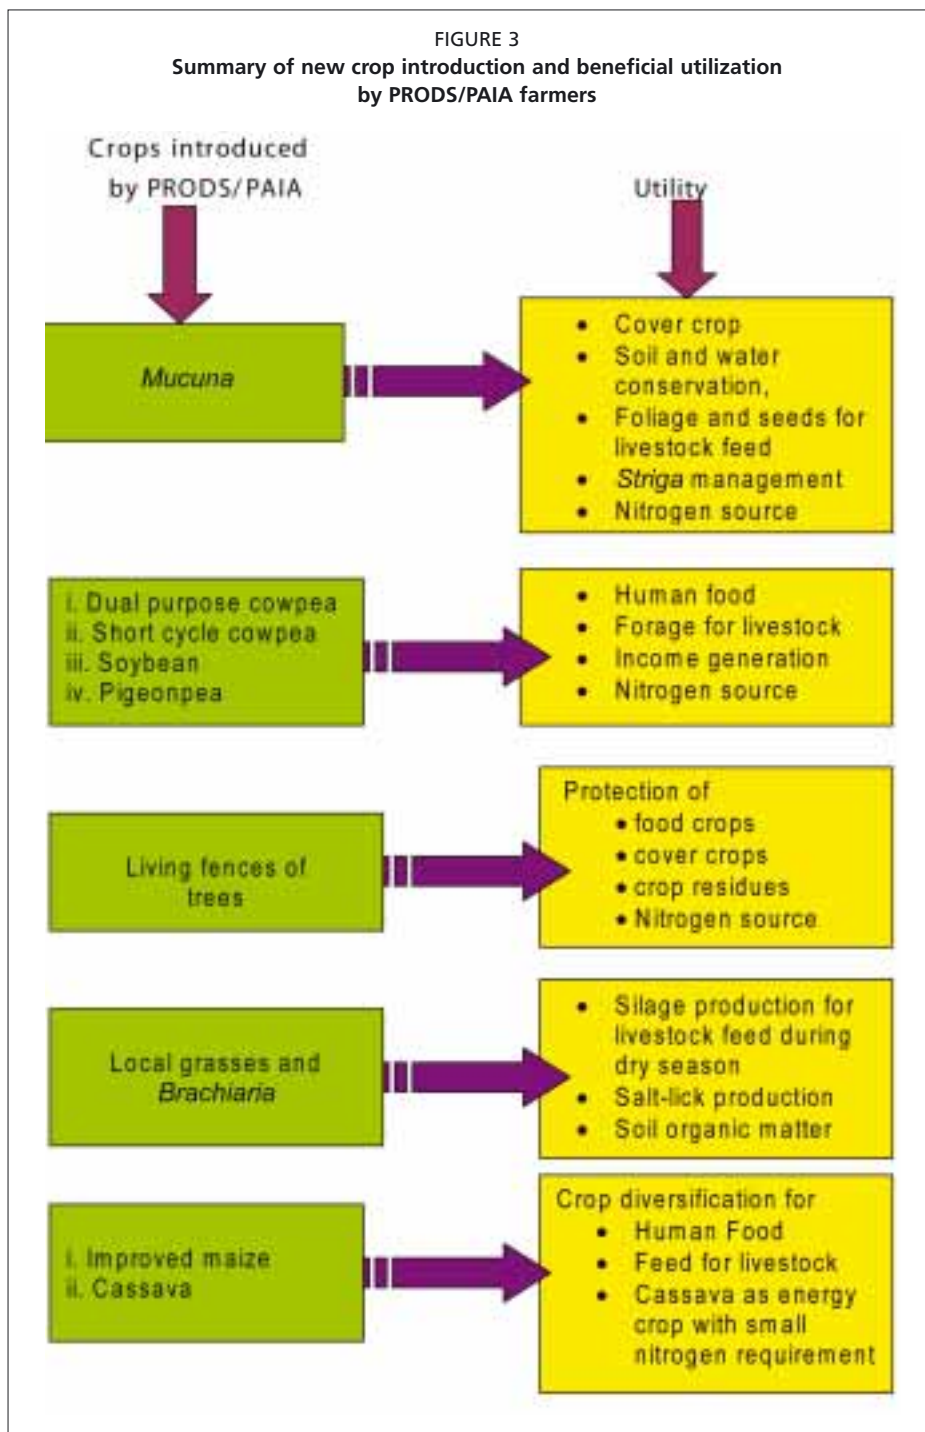 FIGURE 3
Summary of new crop introduction and beneficial utilization
by PRODS/PAIA farmers
Crops introduced
by PRODS/PAIA
Utility
Mucuna
• Cover crop
• Soil and water
conservation,
• Foliage and seeds for
livestock feed
• Striga management
• Nitrogen source
i. Dual purpose cowpea
ii. Short cycle cowpea
iii. Soybean
iv. Pigeonpea
• Human food
• Forage for livestock
• Income generation
• Nitrogen source
Living fences of
trees
Protection of
• food crops
• cover crops
• crop residues
• Nitrogen source
Local grasses and
Brachiaria
• Silage production for
livestock feed during
dry season
• Salt-lick production
• Soil organic matter
i. Improved maize
ii. Cassava
Crop diversification for
• Human Food
• Feed for livestock
• Cassava as energy
crop with small
nitrogen requirement